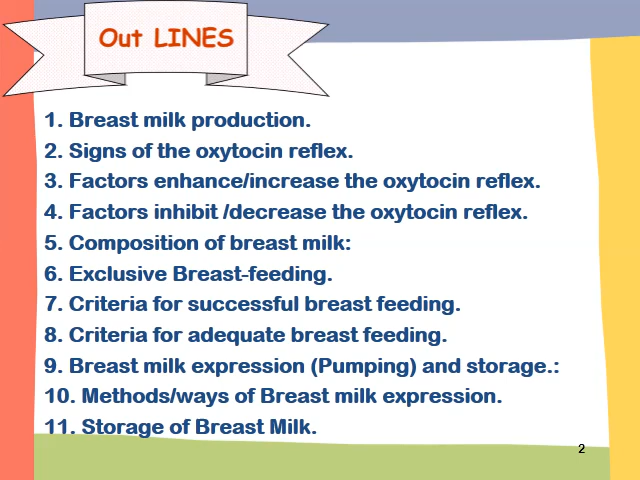 Out LINES
1. Breast milk production.
2. Signs of the oxytocin reflex.
3. Factors enhance/increase the oxytocin reflex.
4. Factors inhibit /decrease the oxytocin reflex.
5. Composition of breast milk:
6. Exclusive Breast-feeding.
7. Criteria for successful breast feeding.
8. Criteria for adequate breast feeding.
9. Breast milk expression (Pumping) and storage.:
10. Methods/ways of Breast milk expression.
11. Storage of Breast Milk.
2